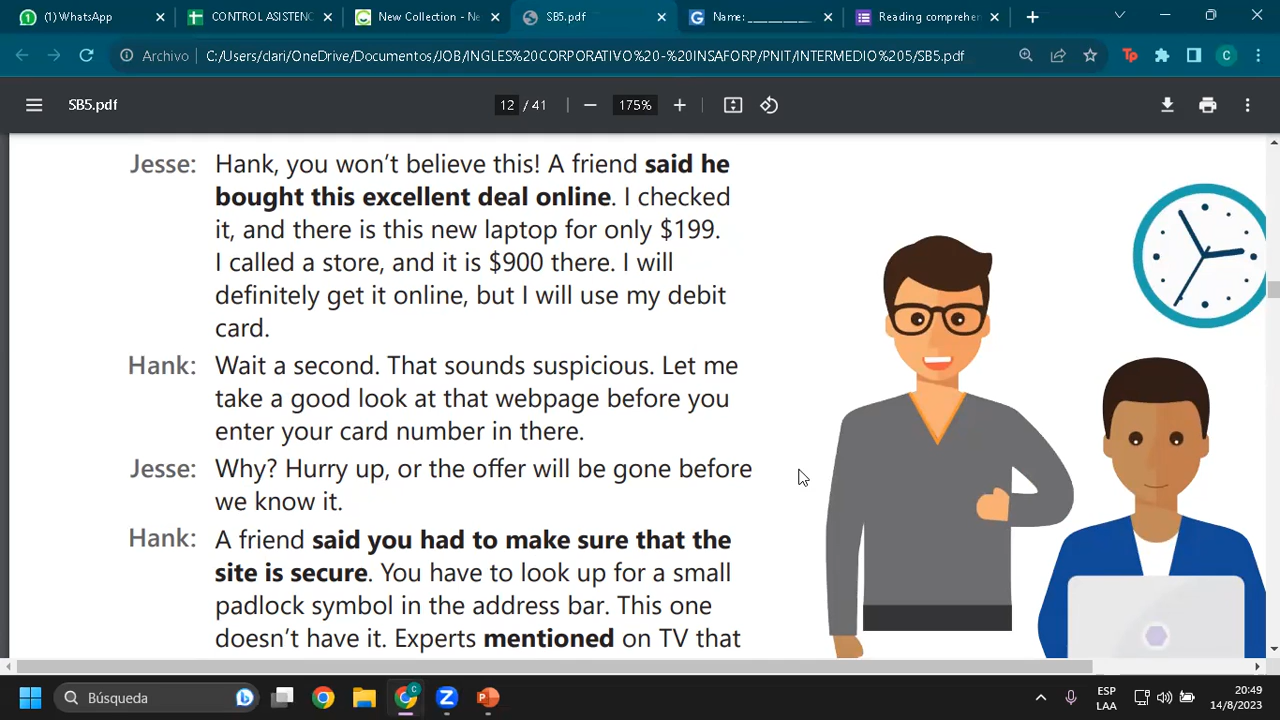 (1) WhatsApp
CONTROL ASISTENC
New Collection - Ne
SB5.pdf
Name: ________
Reading comprehen
Archivo
C:/Users/clari/OneDrive/Documentos/JOB/INGLES%20CORPORATIVO%20-%20INSAFORP/PNIT/INTERMEDIO%205/SB5.pdf
Tp
C
SB5.pdf
12 / 41
175%
Jesse: Hank, you won't believe this! A friend said he
bought this excellent deal online. I checked
it, and there is this new laptop for only $199.
I called a store, and it is $900 there. I will
definitely get it online, but I will use my debit
card.
Hank: Wait a second. That sounds suspicious. Let me
take a good look at that webpage before you
enter your card number in there.
Jesse: Why? Hurry up, or the offer will be gone before
we know it.
Hank: A friend said you had to make sure that the
site is secure. You have to look up for a small
padlock symbol in the address bar. This one
doesn't have it. Experts mentioned on TV that
Búsqueda
ESP
LAA
20:49
14/8/2023